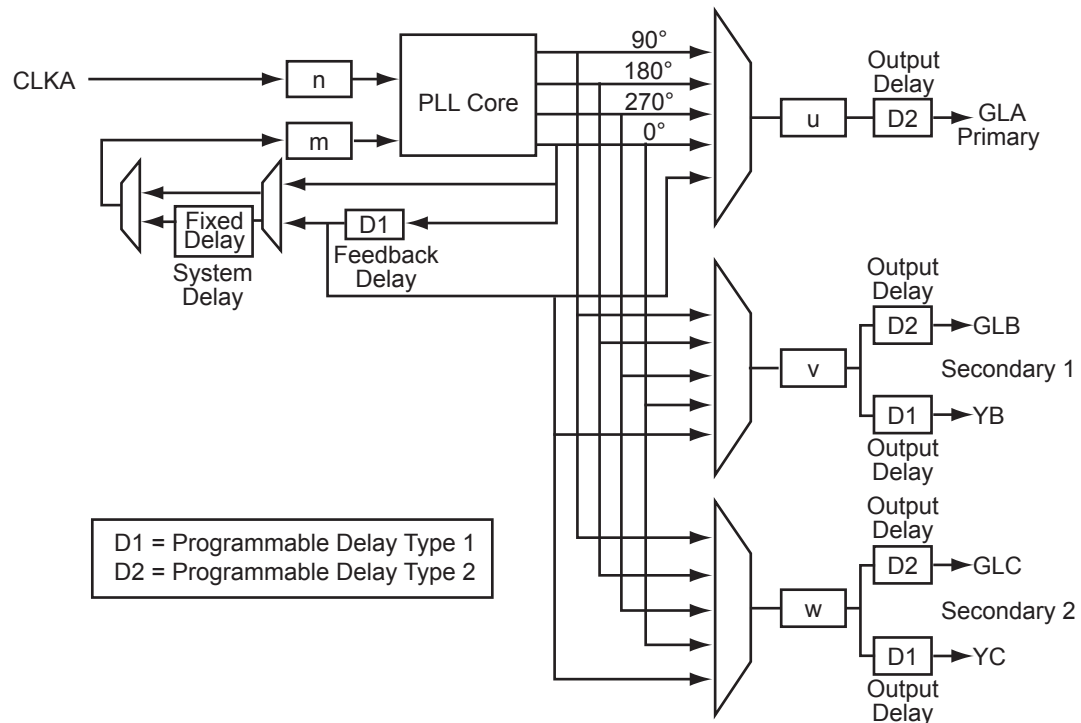 90°
Output
Delay
CLKA
n
PLL Core
180°
270°
u
D2
GLA
Primary
m
0°
Fixed
Delay
D1
System
Delay
Feedback
Delay
Output
Delay
D2
GLB
v
Secondary 1
D1
YB
Output
Delay
Output
Delay
D1 = Programmable Delay Type 1
D2 = Programmable Delay Type 2
D2
GLC
w
Secondary 2
D1
YC
Output
Delay